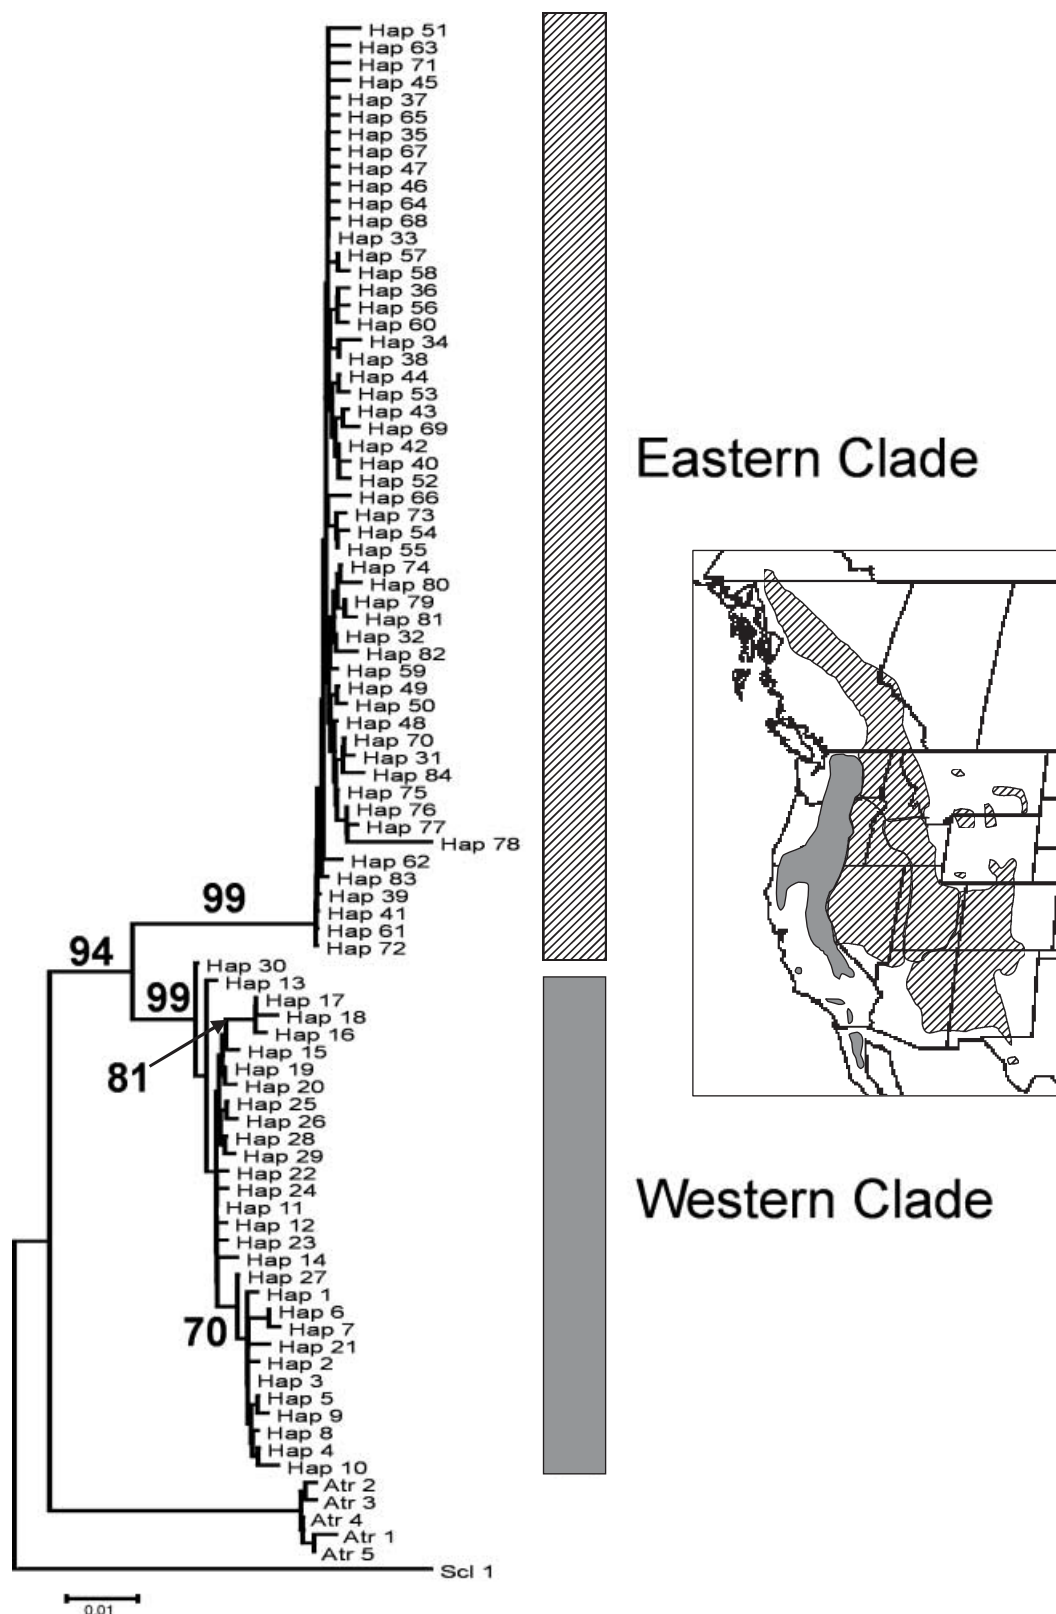 Hap 51
Hap 63
Hap 71
Hap 45
Hap 37
Hap 65
Hap 35
Hap 67
Hap 47
Hap 46
Hap 64
Hap 68
Hap 33
Hap 57
Hap 58
Hap 36
Hap 56
Hap 60
Hap 34
Hap 38
Hap 44
Hap 53
Hap 43
Hap 69
Hap 42
Hap 40
Hap 52
Hap 66
Hap 73
Hap 54
Hap 55
Hap 74
Hap 80
Hap 79
Hap 81
Hap 32
Hap 82
Hap 59
Hap 49
Hap 50
Hap 48
Hap 70
Hap 31
Hap 84
Hap 75
Hap 76
Hap 77
Hap 78
Hap 62
Hap 83
Hap 39
Hap 41
Hap 61
Hap 72
99
94
Eastern Clade
Hap 30
Hap 13
Hap 17
Hap 18
Hap 16
Hap 15
Hap 19
Hap 20
Hap 25
Hap 26
Hap 28
Hap 29
Hap 22
Hap 24
Hap 11
Hap 12
Hap 23
Hap 14
Hap 27
Hap 1
Hap 6
Hap 7
Hap 21
Hap 2
Hap 3
Hap 5
Hap 9
Hap 8
Hap 4
Hap 10
99
81
70
Western Clade
Atr 2
Atr 3
Atr 4
Atr 1
Atr 5
Scl 1
0.01